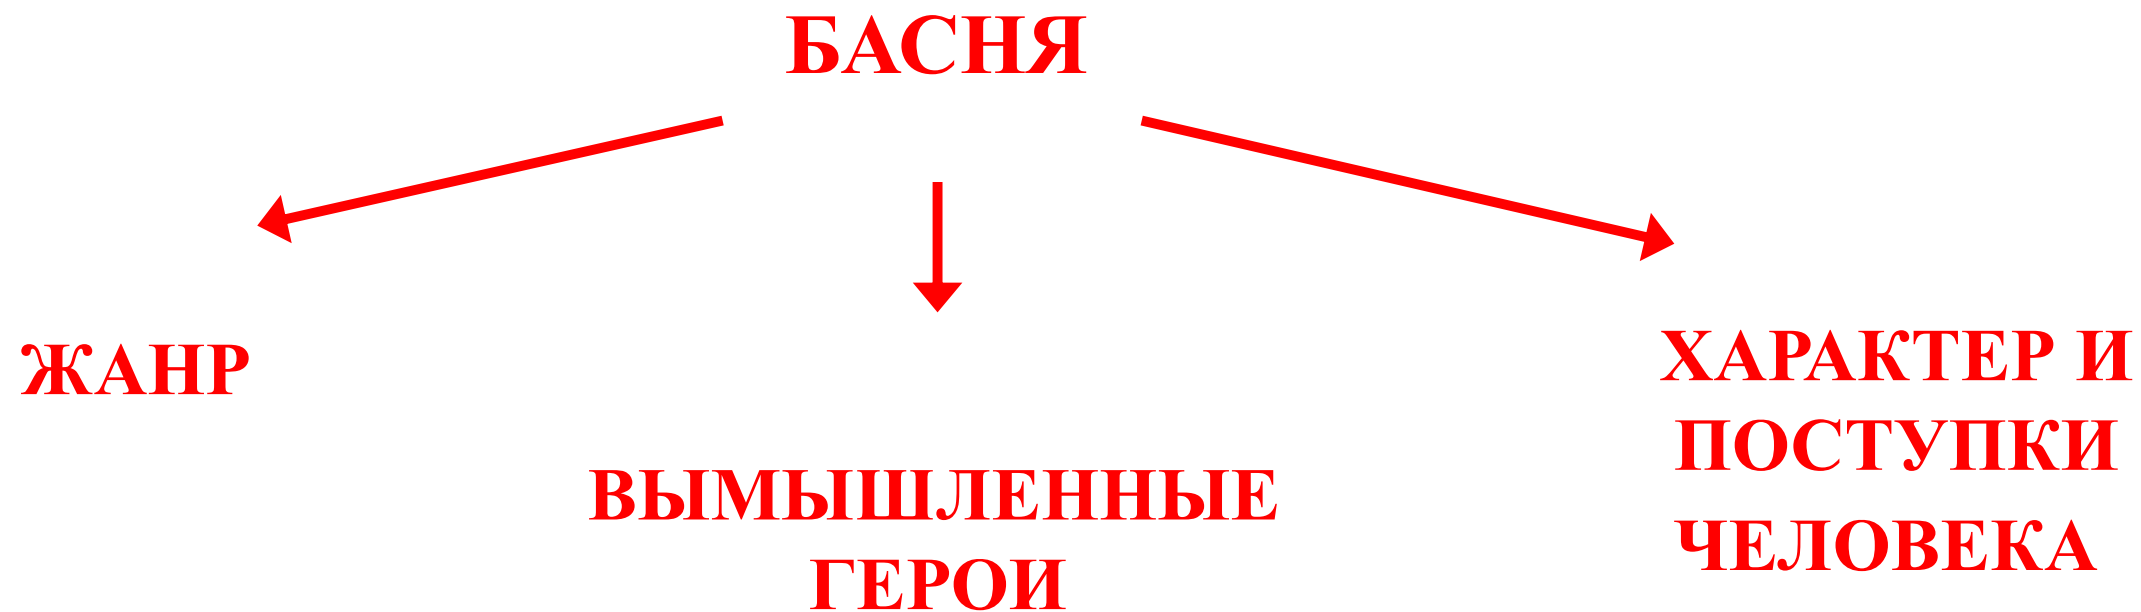 БАСНЯ
ЖАНР
ВЫМЫШЛЕННЫЕ
ГЕРОИ
ХАРАКТЕР И
ПОСТУПКИ
ЧЕЛОВЕКА